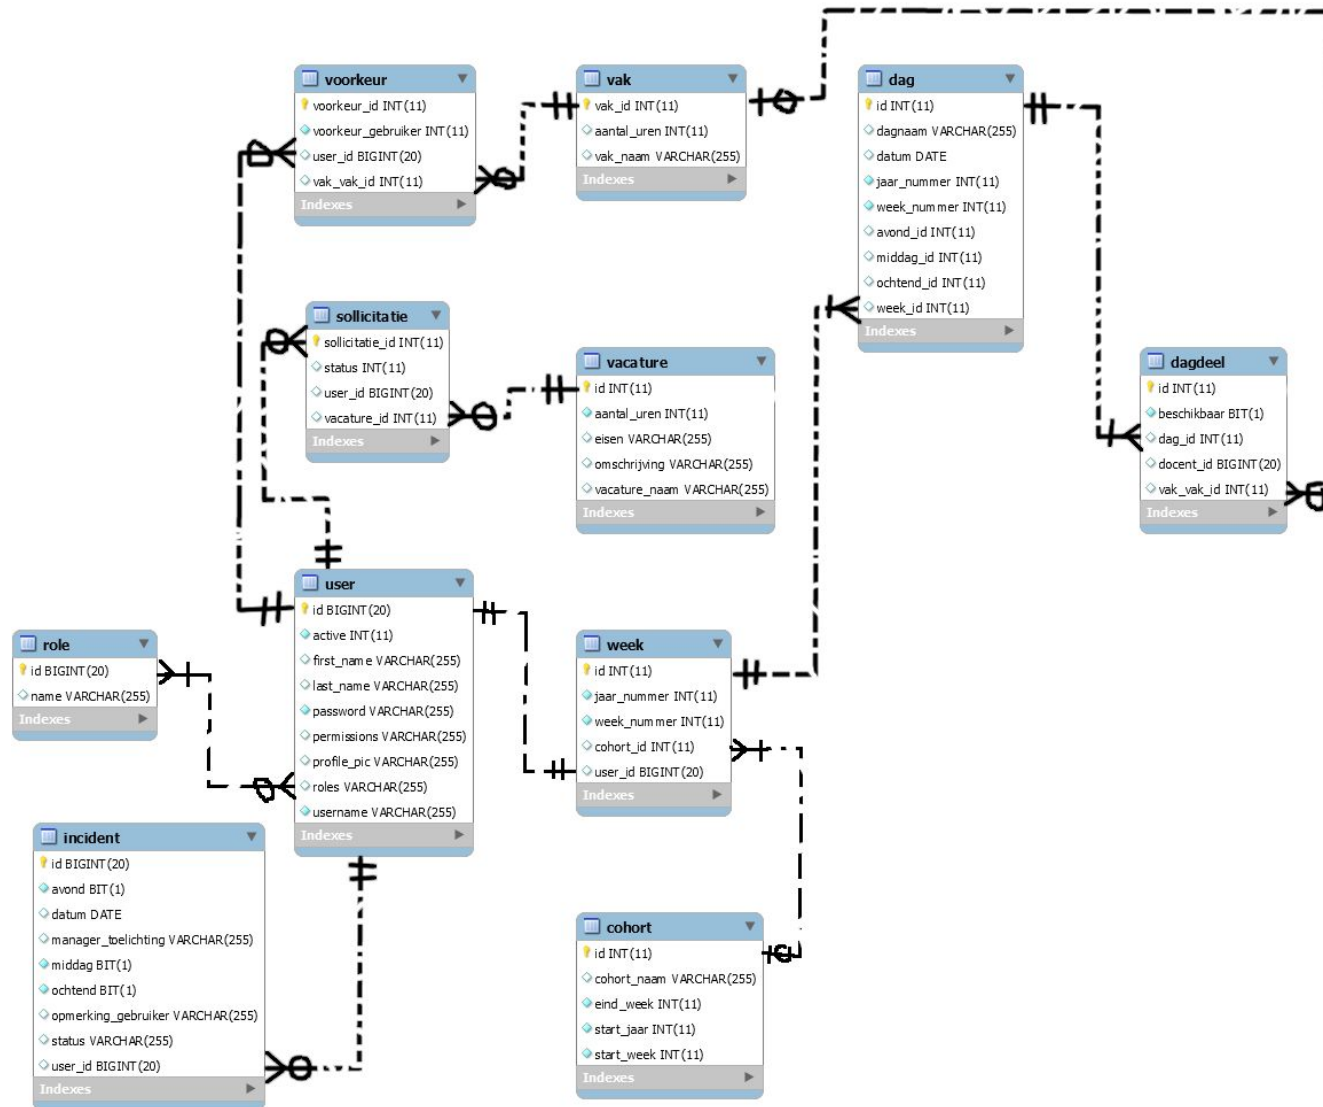 voorkeur
voorkeur_id INT(11)
voorkeur_gebruiker INT(11)
user_id BIGINT(20)
vak_vak_id INT(11)
Indexes
vak
vak_id INT(11)
aantal_uren INT(11)
vak_naam VARCHAR(255)
Indexes
dag
id INT(11)
dagnaam VARCHAR(255)
datum DATE
jaar_nummer INT(11)
week_nummer INT(11)
avond_id INT(11)
middag_id INT(11)
ochtend_id INT(11)
week_id INT(11)
Indexes
sollicitatie
sollicitatie_id INT(11)
status INT(11)
user_id BIGINT(20)
vacature_id INT(11)
Indexes
vacature
id INT(11)
aantal_uren INT(11)
eisen VARCHAR(255)
omschrijving VARCHAR(255)
vacature_naam VARCHAR(255)
Indexes
dagdeel
id INT(11)
beschikbaar BIT(1)
dag_id INT(11)
docent_id BIGINT(20)
vak_vak_id INT(11)
Indexes
user
id BIGINT(20)
active INT(11)
first_name VARCHAR(255)
last_name VARCHAR(255)
password VARCHAR(255)
permissions VARCHAR(255)
profile_pic VARCHAR(255)
roles VARCHAR(255)
username VARCHAR(255)
Indexes
role
id BIGINT(20)
name VARCHAR(255)
Indexes
week
id INT(11)
jaar_nummer INT(11)
week_nummer INT(11)
cohort_id INT(11)
user_id BIGINT(20)
Indexes
incident
id BIGINT(20)
avond BIT(1)
datum DATE
manager_toelichting VARCHAR(255)
middag BIT(1)
ochtend BIT(1)
opmerking_gebruiker VARCHAR(255)
status VARCHAR(255)
user_id BIGINT(20)
Indexes
cohort
id INT(11)
cohort_naam VARCHAR(255)
eind_week INT(11)
start_jaar INT(11)
start_week INT(11)
Indexes